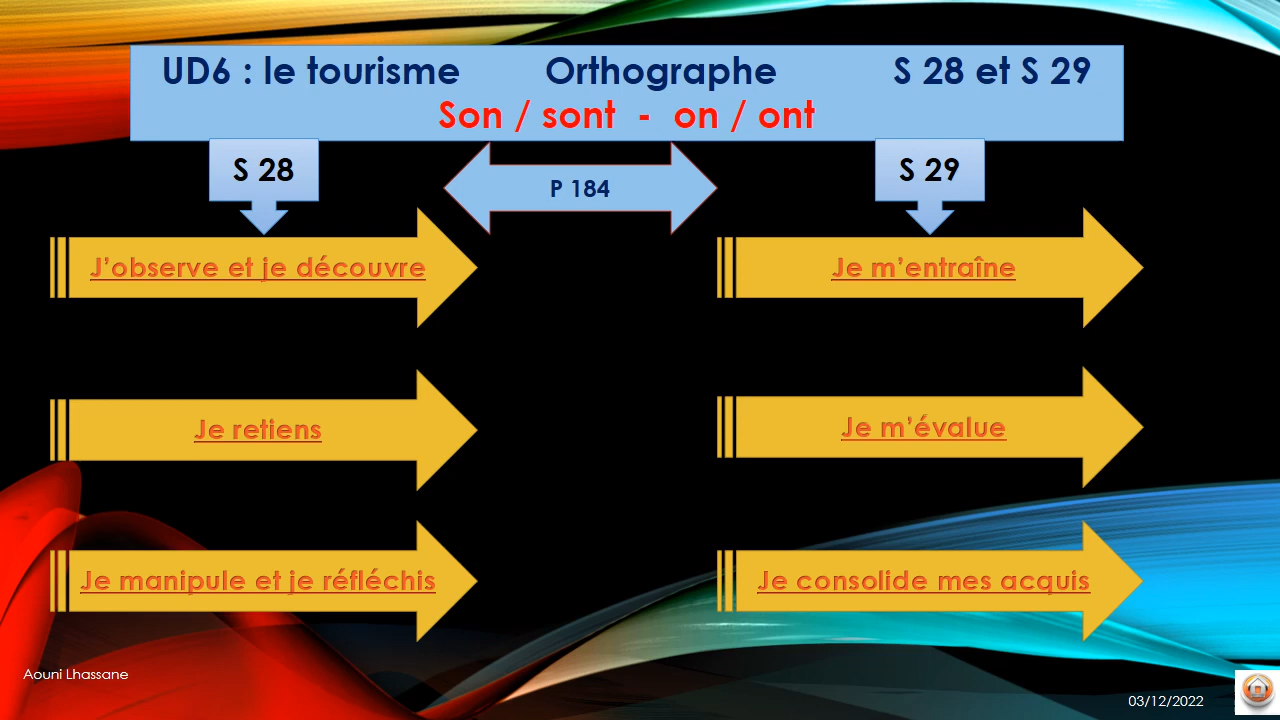 UD6 : le tourisme Orthographe S 28 et S 29
Son / sont - on / ont
S 28
P 184
S 29
J’observe et je découvre
Je m’entraîne
Je retiens
Je m’évalue
Je manipule et je réfléchis
Je consolide mes acquis
Aouni Lhassane
03/12/2022